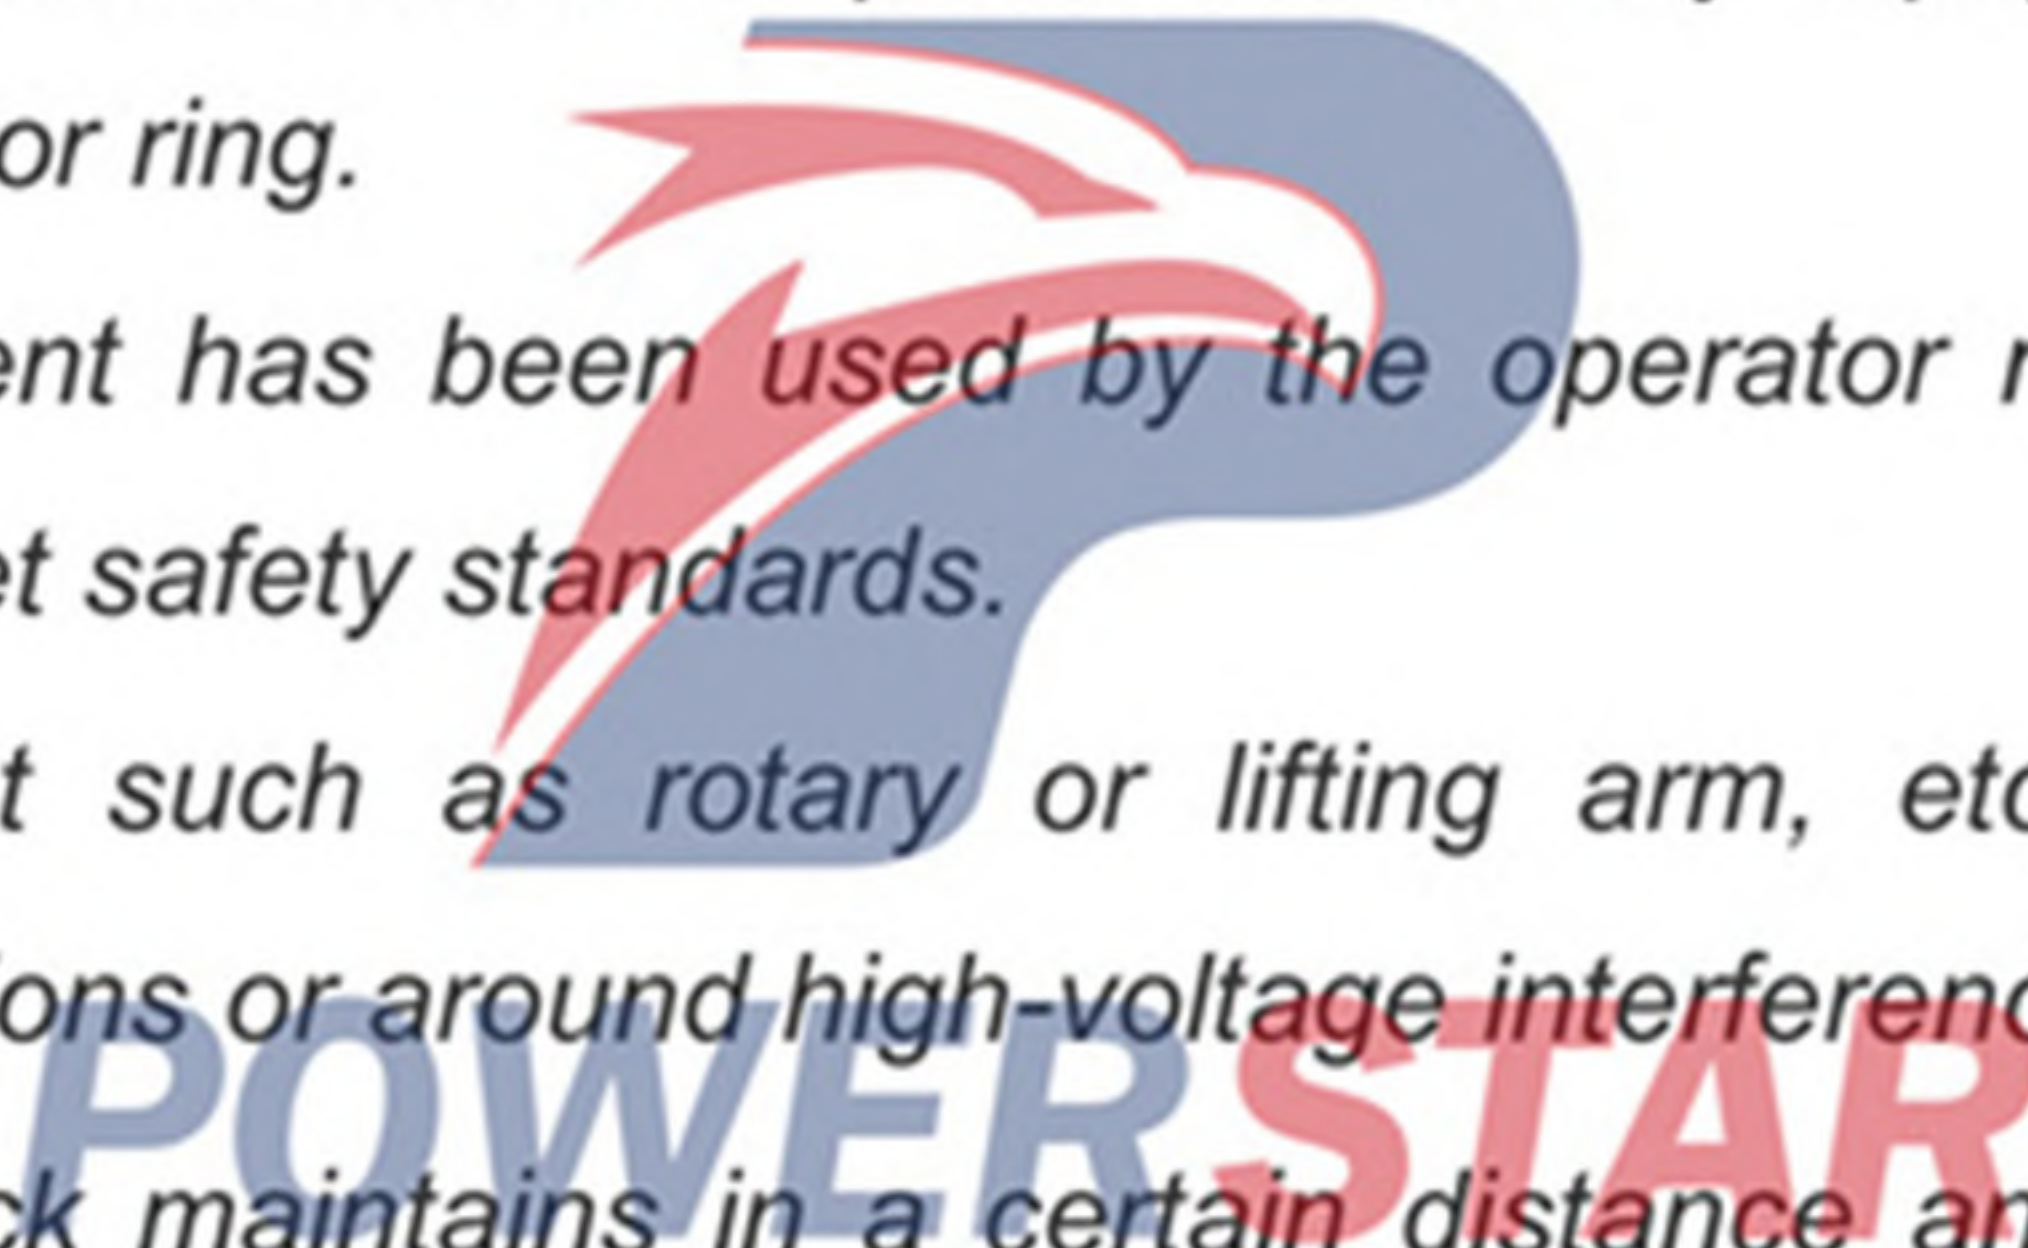 or ring.
ent has been used by the operator
et safety standards.
t such as rotary or lifting arm, etc
ions or around high-voltage interferenc
POWERSTAR
ck maintains in a certain distance an